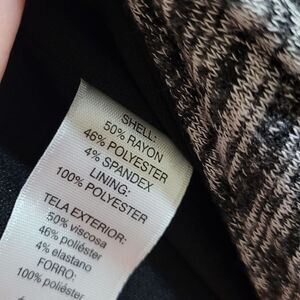 SHELL:
50% RAYON
46% POLYESTER
4% SPANDEX
LINING:
100% POLYESTER
TELA EXTERIOR:
50% viscosa
46% poliéster
4% elastano
FORRO:
100% poliéster